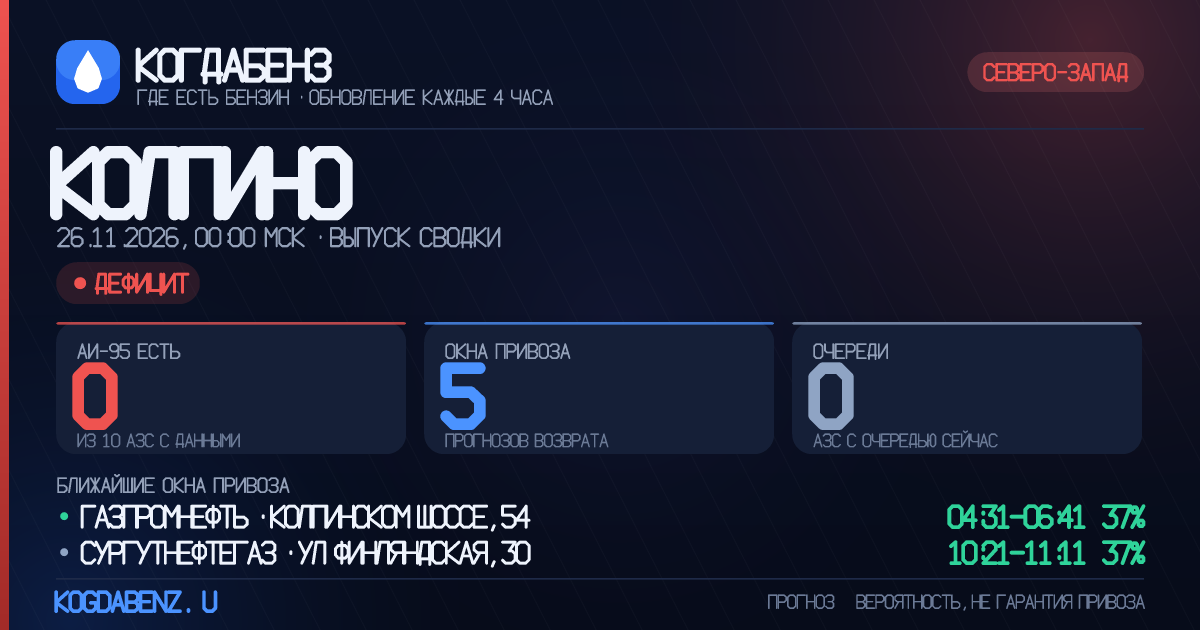 КОГДАБЕНЗ
ГДЕ ЕСТЬ БЕНЗИН · ОБНОВЛЕНИЕ КАЖДЫЕ 4 ЧАСА
СЕВЕРО-ЗАПАД
КОЛПИНО
26.11.2026, 00:00 МСК · ВЫПУСК СВОДКИ
ДЕФИЦИТ
АИ-95 ЕСТЬ
0
ИЗ 10 АЗС С ДАННЫМИ
ОКНА ПРИВОЗА
5
ПРОГНОЗОВ ВОЗВРАТА
ОЧЕРЕДИ
0
АЗС С ОЧЕРЕДЬЮ СЕЙЧАС
БЛИЖАЙШИЕ ОКНА ПРИВОЗА
ГАЗПРОМНЕФТЬ · КОЛПИНСКОМ ШОССЕ, 54 04:31–06:41 37%
СУРГУТНЕФТЕГАЗ · УЛ ФИНЛЯНДСКАЯ, 30 10:21–11:11 37%
KOGDABENZ. U
ПРОГНОЗ ВЕРОЯТНОСТЬ, НЕ ГАРАНТИЯ ПРИВОЗА